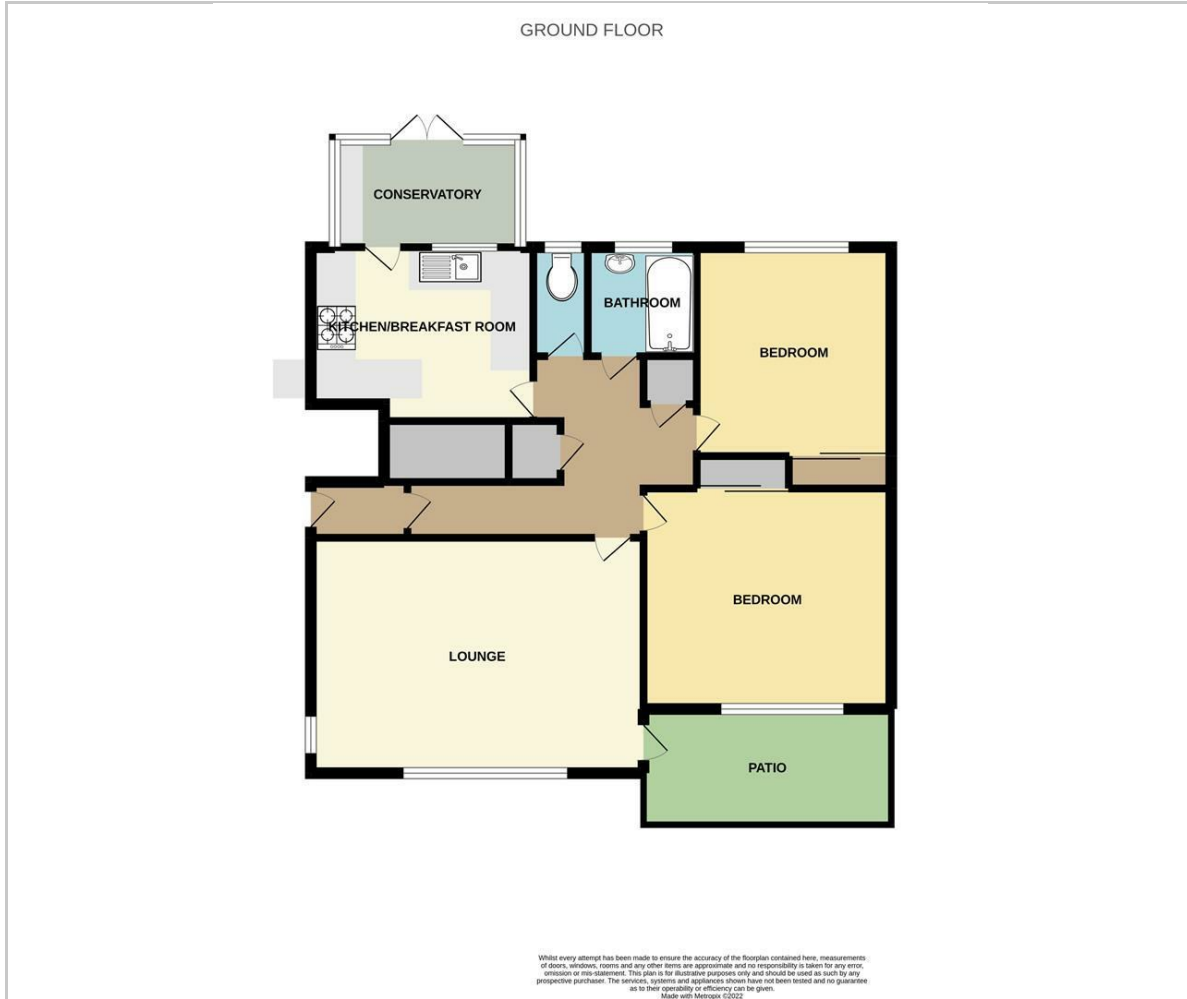 GROUND FLOOR
CONSERVATORY
KITCHEN/BREAKFAST ROOM
BATHROOM
BEDROOM
BEDROOM
LOUNGE
PATIO
Whilst every attempt has been made to ensure the accuracy of the floorplan contained here, measurements
of doors, windows, rooms and any other items are approximate and no responsibility is taken for any error,
omission or mis-statement. This plan is for illustrative purposes only and should be used as such by any
prospective purchaser. The services, systems and appliances shown have not been tested and no guarantee
as to their operability or efficiency can be given.
Made with Metropix ©2022